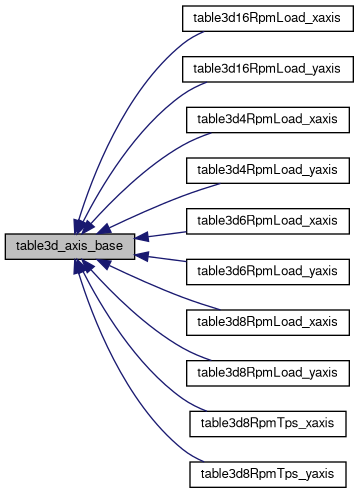 table3d16RpmLoad_xaxis
table3d16RpmLoad_yaxis
table3d4RpmLoad_xaxis
table3d4RpmLoad_yaxis
table3d6RpmLoad_xaxis
table3d_axis_base
table3d6RpmLoad_yaxis
table3d8RpmLoad_xaxis
table3d8RpmLoad_yaxis
table3d8RpmTps_xaxis
table3d8RpmTps_yaxis